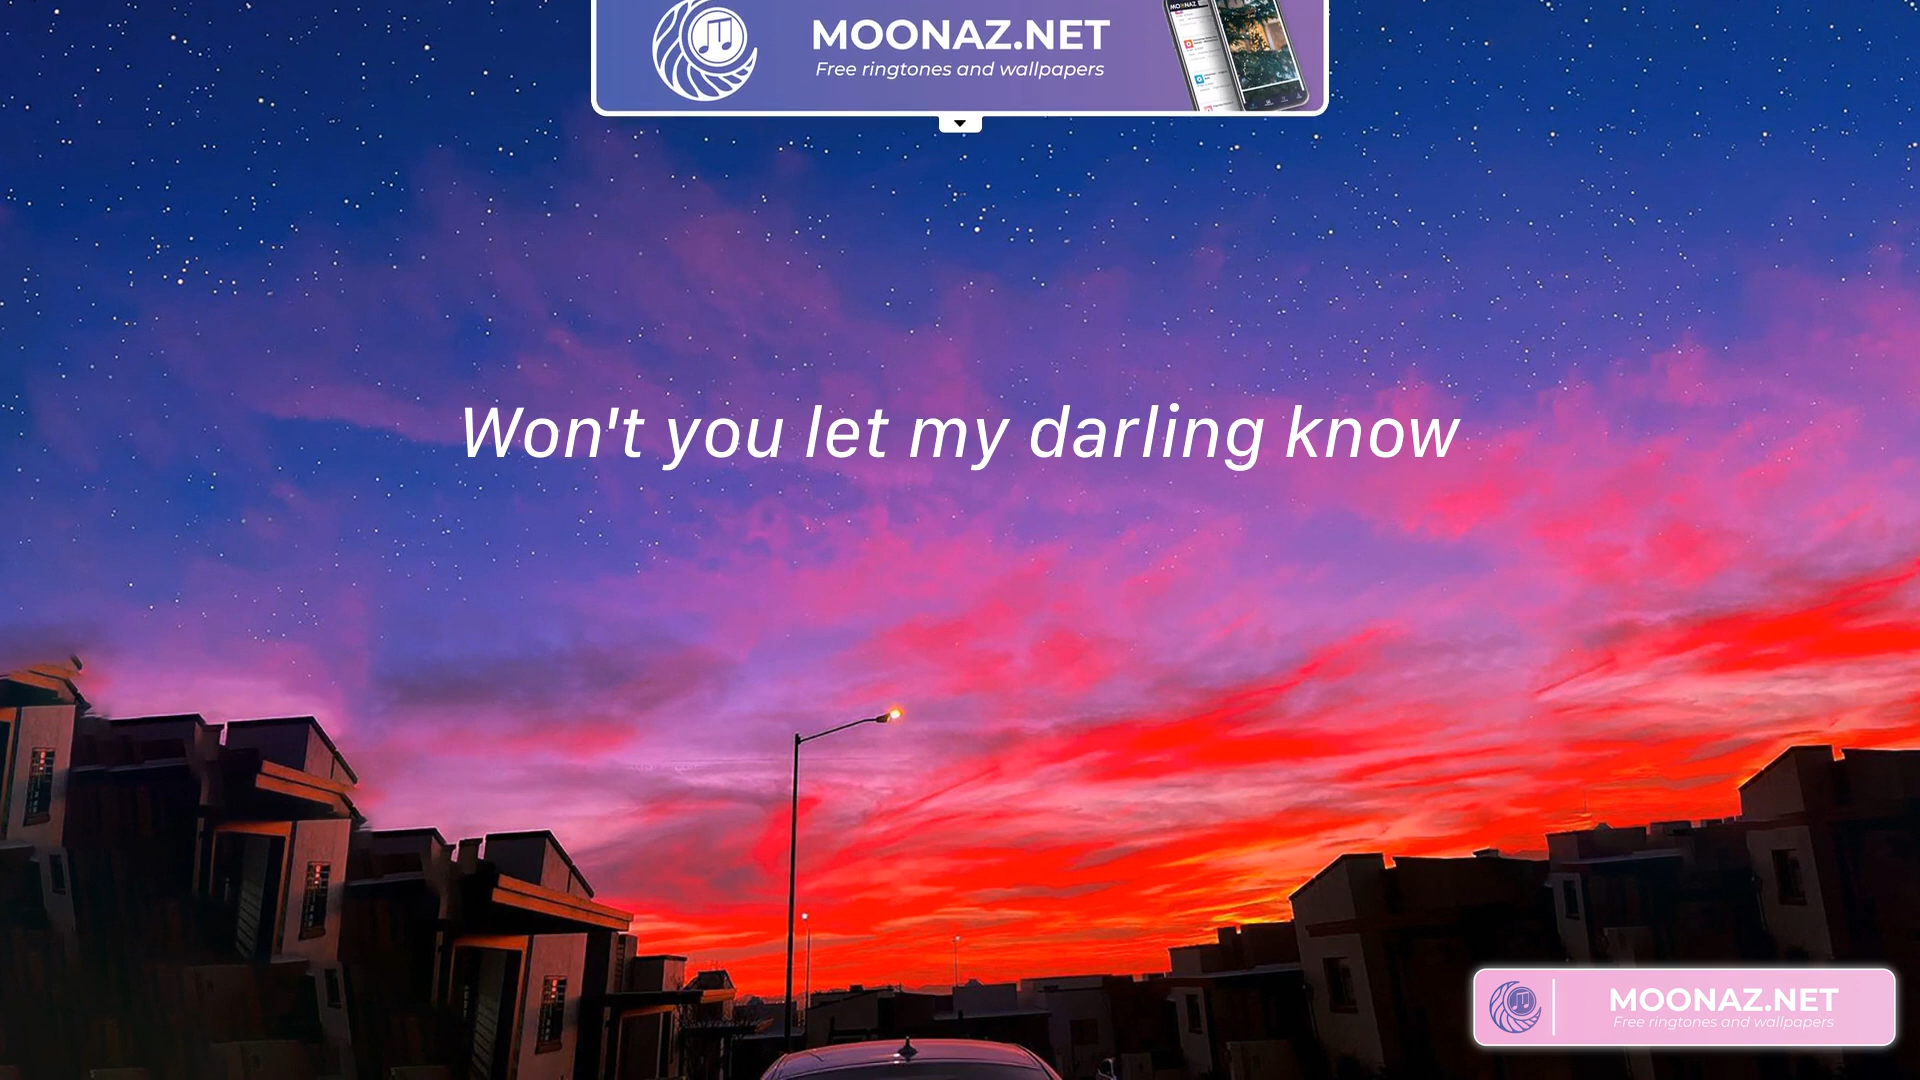 MOONAZ.NET
Free ringtones and wallpapers
Won't you let my darling know
MOONAZ.NET
Free ringtones and wallpapers